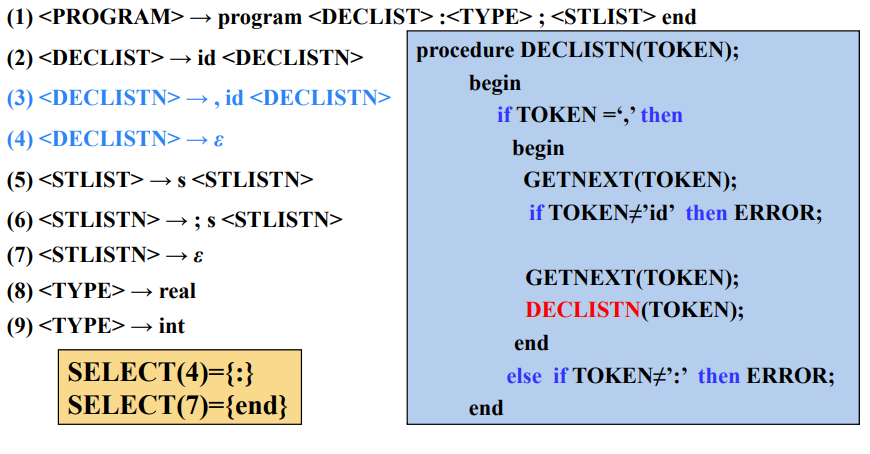 (1) <PROGRAM> → program <DECLIST> :<TYPE> ; <STLIST> end
(2) <DECLIST> → id <DECLISTN>
(3) <DECLISTN> → , id <DECLISTN>
(4) <DECLISTN> → ε
(5) <STLIST> → s <STLISTN>
(6) <STLISTN> → ; s <STLISTN>
(7) <STLISTN> → ε
(8) <TYPE> → real
(9) <TYPE> → int
SELECT(4)={:}
SELECT(7)={end}
procedure DECLISTN(TOKEN);
begin
if TOKEN =‘,’ then
begin
GETNEXT(TOKEN);
if TOKEN≠’id’ then ERROR;
GETNEXT(TOKEN);
DECLISTN(TOKEN);
end
else if TOKEN≠’:’ then ERROR;
end